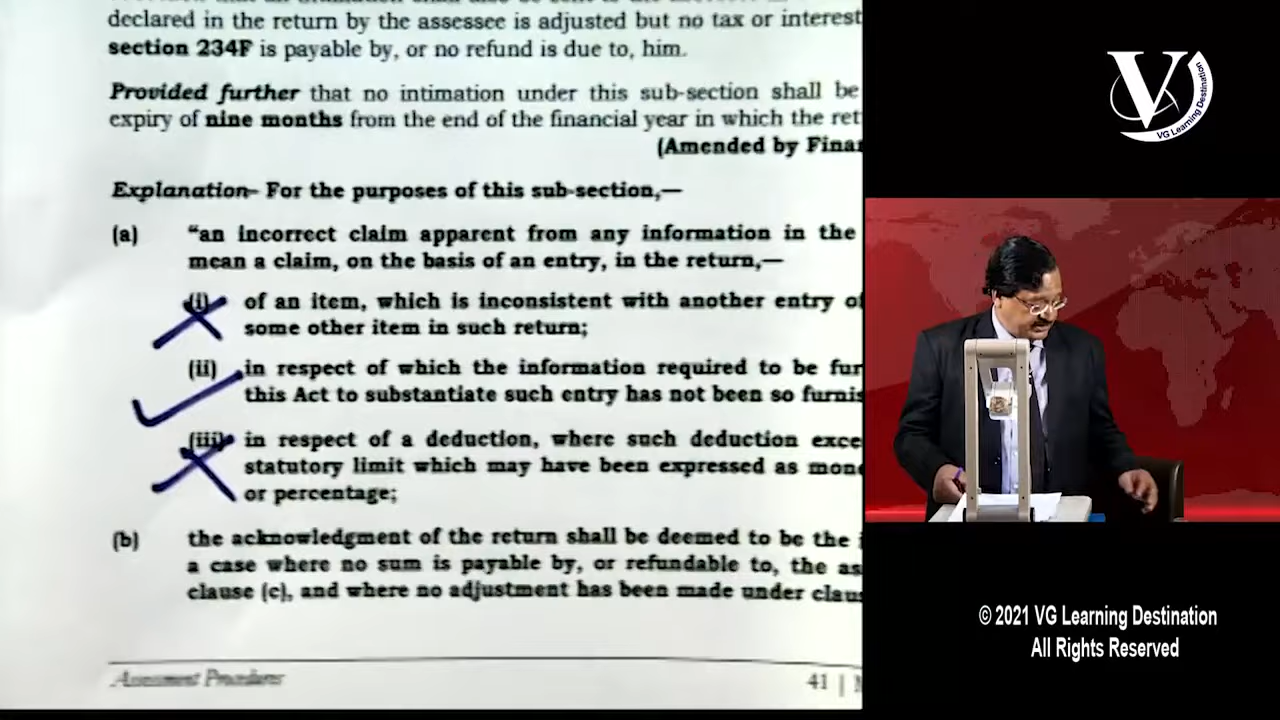 declared in the return by the assessee is adjusted but no tax or interest
section 234F is payable by, or no refund is due to, him.
Provided further that no intimation under this sub-section shall be
expiry of nine months from the end of the financial year in which the ret
(Amended by Finan
Explanation- For the purposes of this sub-section,—
(a) "an incorrect claim apparent from any information in the
mean a claim, on the basis of an entry, in the return,—
(i) of an item, which is inconsistent with another entry of
some other item in such return;
(ii) in respect of which the information required to be fur
this Act to substantiate such entry has not been so furnis
(iii) in respect of a deduction, where such deduction exce
statutory limit which may have been expressed as mone
or percentage;
(b) the acknowledgment of the return shall be deemed to be the i
a case where no sum is payable by, or refundable to, the as
clause (c), and where no adjustment has been made under clau
Assessment Procedures
41 |
V
VG Learning Destination
© 2021 VG Learning Destination
All Rights Reserved